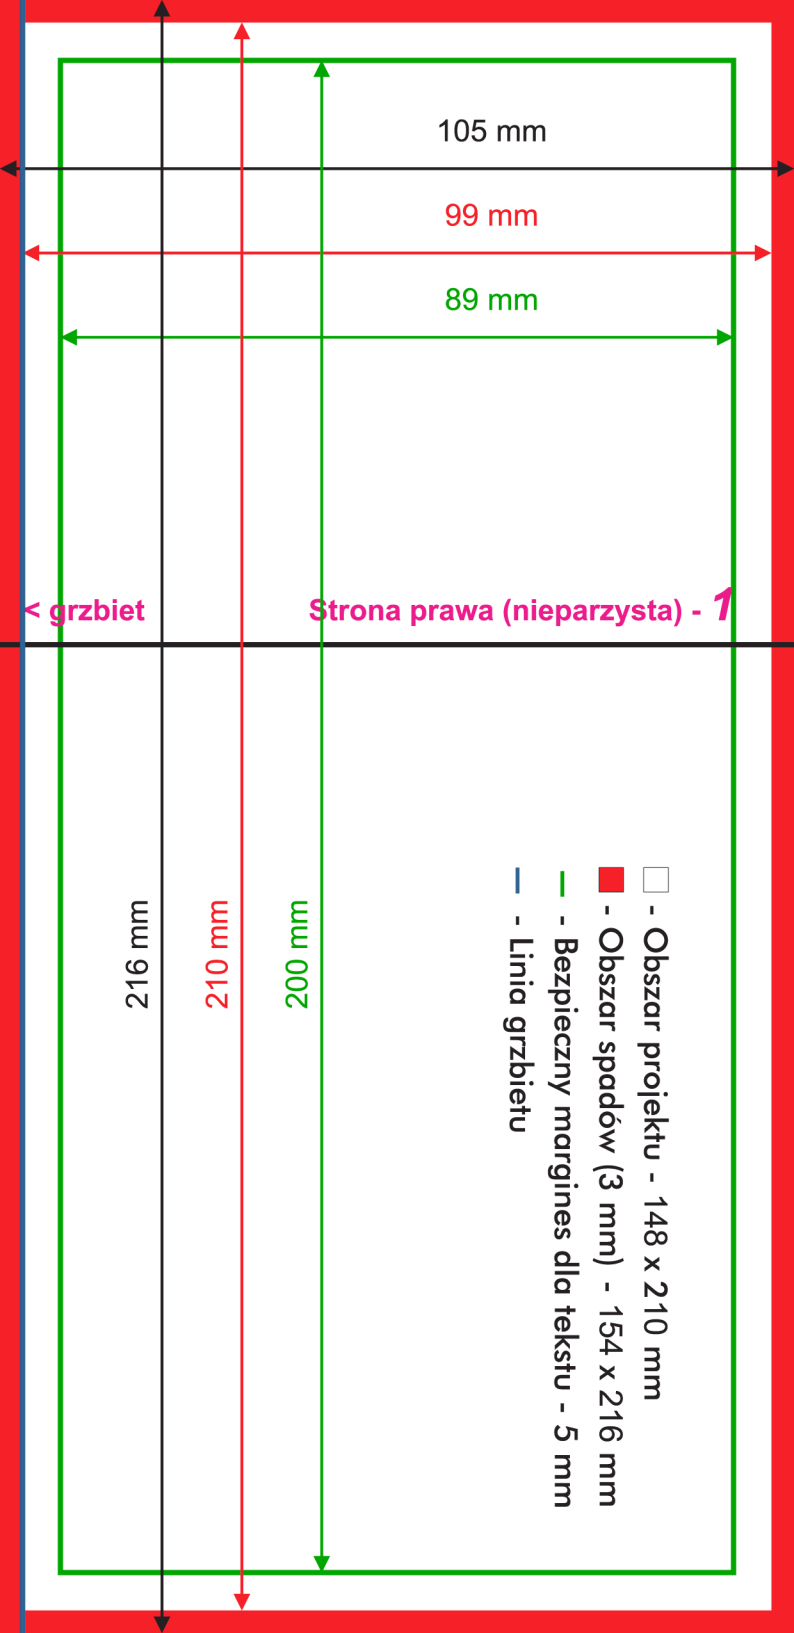 105 mm
99 mm
89 mm
< grzbiet
Strona prawa (nieparzysta) - 1
216 mm
210 mm
200 mm
- Obszar projektu - 148 x 210 mm
- Obszar spadów (3 mm) - 154 x 216 mm
- Bezpieczny margines dla tekstu - 5 mm
- Linia grzbietu